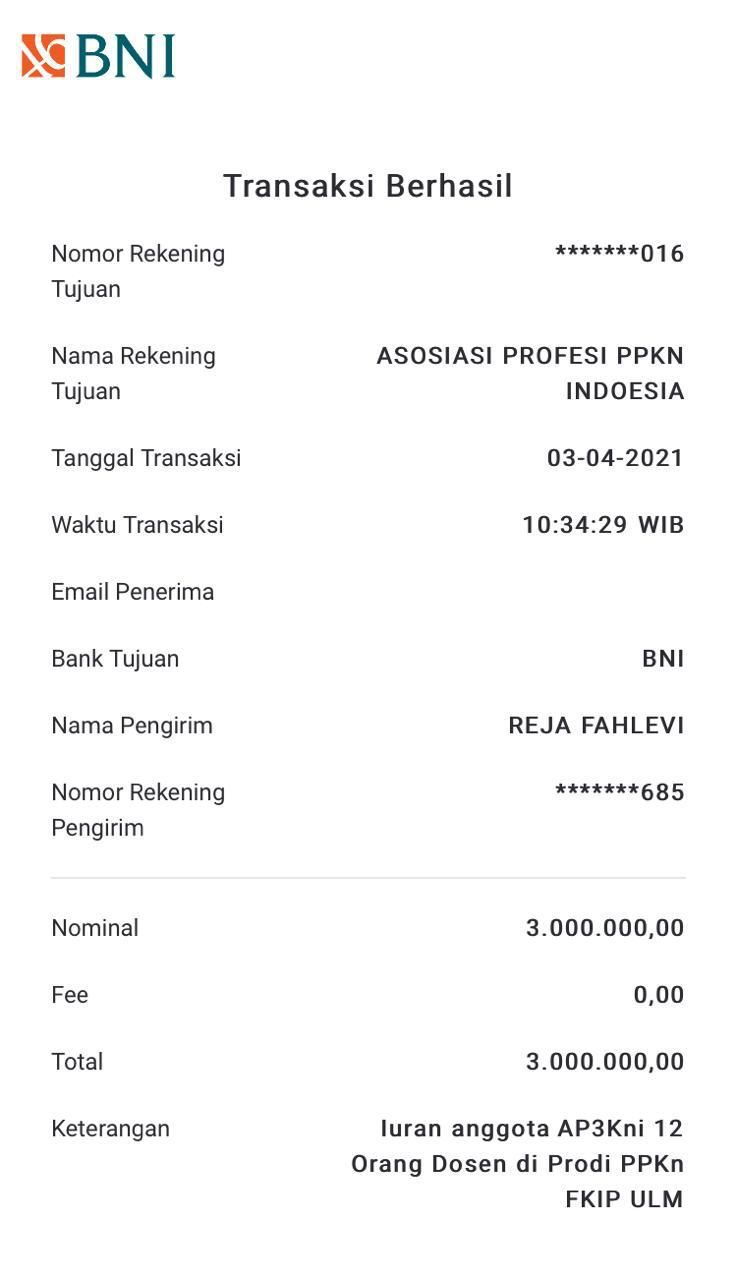 BNI
Transaksi Berhasil
Nomor Rekening Tujuan *******016
Nama Rekening Tujuan ASOSIASI PROFESI PPKN INDOESIA
Tanggal Transaksi 03-04-2021
Waktu Transaksi 10:34:29 WIB
Email Penerima
Bank Tujuan BNI
Nama Pengirim REJA FAHLEVI
Nomor Rekening Pengirim *******685
Nominal 3.000.000,00
Fee 0,00
Total 3.000.000,00
Keterangan Iuran anggota AP3Kni 12
Orang Dosen di Prodi PPKn
FKIP ULM